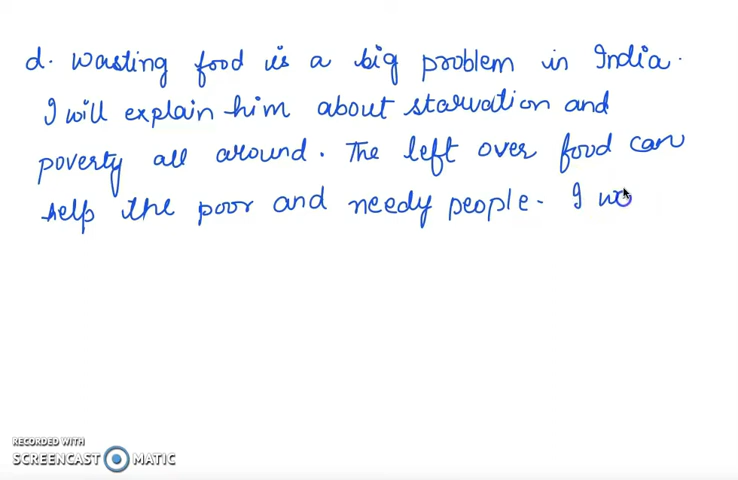 d. Wasting food is a big problem in India.
I will explain him about starvation and
poverty all around. The left over food can
help the poor and needy people. I wo
RECORDED WITH
SCREENCAST MATIC